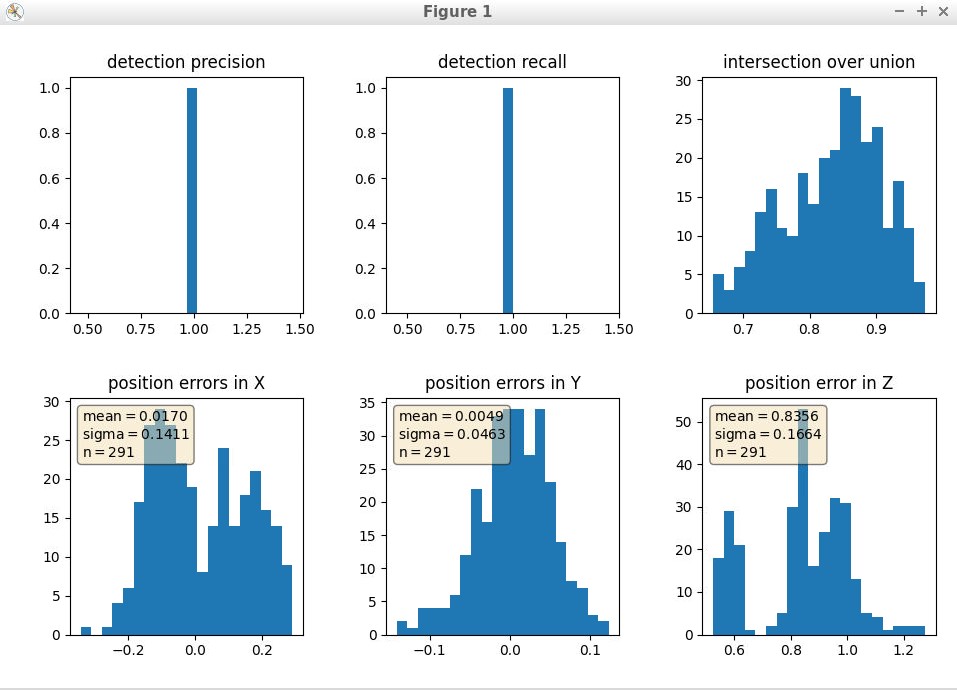 Figure 1
detection precision
1.0
0.8
0.6
0.4
0.2
0.0
0.50 0.75 1.00 1.25 1.50
detection recall
1.0
0.8
0.6
0.4
0.2
0.0
0.50 0.75 1.00 1.25 1.50
intersection over union
30
25
20
15
10
5
0
0.7 0.8 0.9
position errors in X
mean = 0.0170
sigma = 0.1411
n = 291
30
25
20
15
10
5
0
−0.2 0.0 0.2
position errors in Y
mean = 0.0049
sigma = 0.0463
n = 291
35
30
25
20
15
10
5
0
−0.1 0.0 0.1
position error in Z
mean = 0.8356
sigma = 0.1664
n = 291
50
40
30
20
10
0
0.6 0.8 1.0 1.2